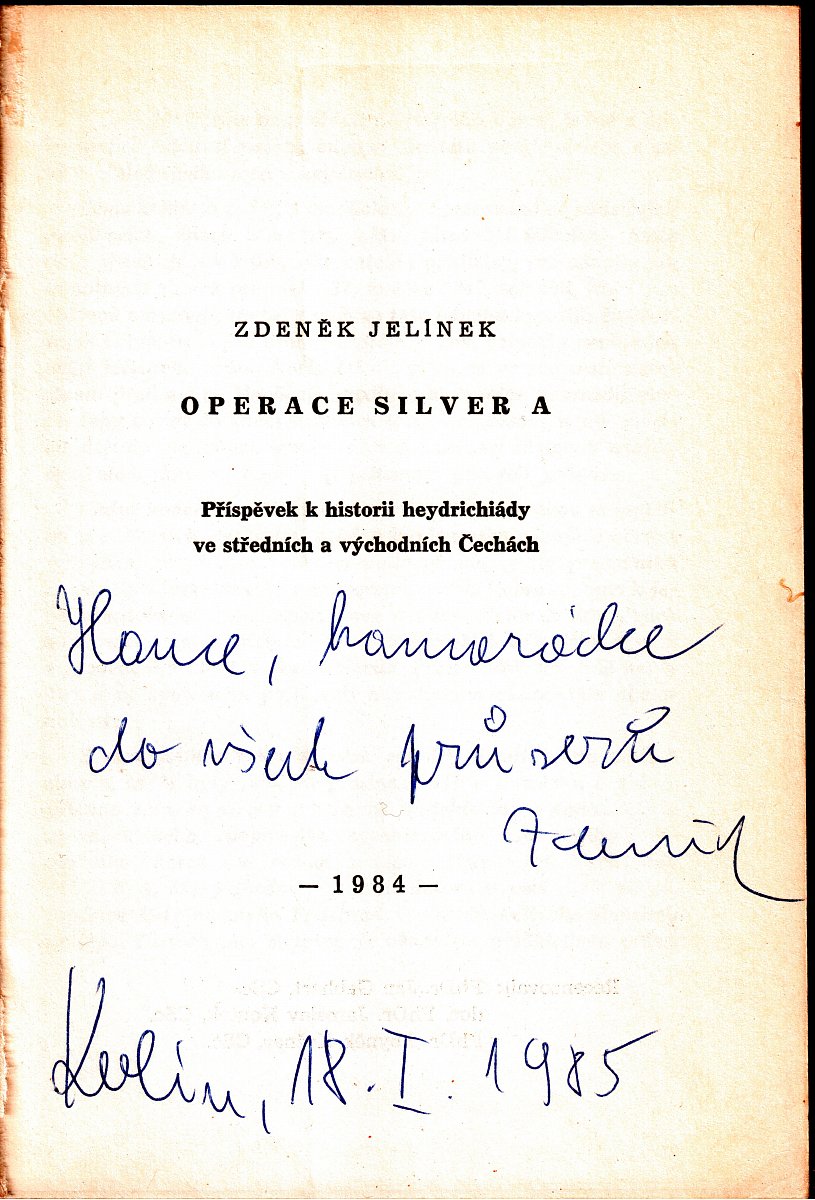 ZDENĚK JELÍNEK
OPERACE SILVER A
Příspěvek k historii heydrichiády
ve středních a východních Čechách
Hance, kamarádce
do všech průserů
Zdeněk
— 1984 —
Kolín, 18. I. 1985